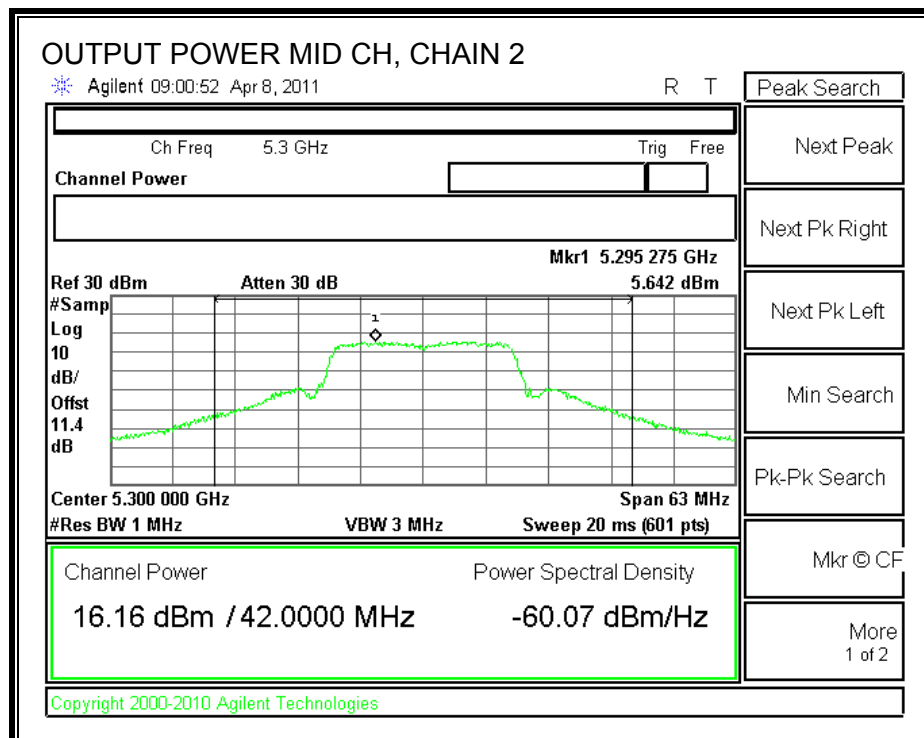 OUTPUT POWER MID CH, CHAIN 2
Agilent 09:00:52 Apr 8, 2011 R T
Peak Search
Ch Freq 5.3 GHz Trig Free
Channel Power
Next Peak
Next Pk Right
Mkr1 5.295 275 GHz
Ref 30 dBm Atten 30 dB 5.642 dBm
#Samp
Log
10
dB/
Offst
11.4
dB
1
Next Pk Left
Min Search
Pk-Pk Search
Center 5.300 000 GHz Span 63 MHz
#Res BW 1 MHz VBW 3 MHz Sweep 20 ms (601 pts)
Channel Power Power Spectral Density
16.16 dBm / 42.0000 MHz -60.07 dBm/Hz
Mkr © CF
More
1 of 2
Copyright 2000-2010 Agilent Technologies